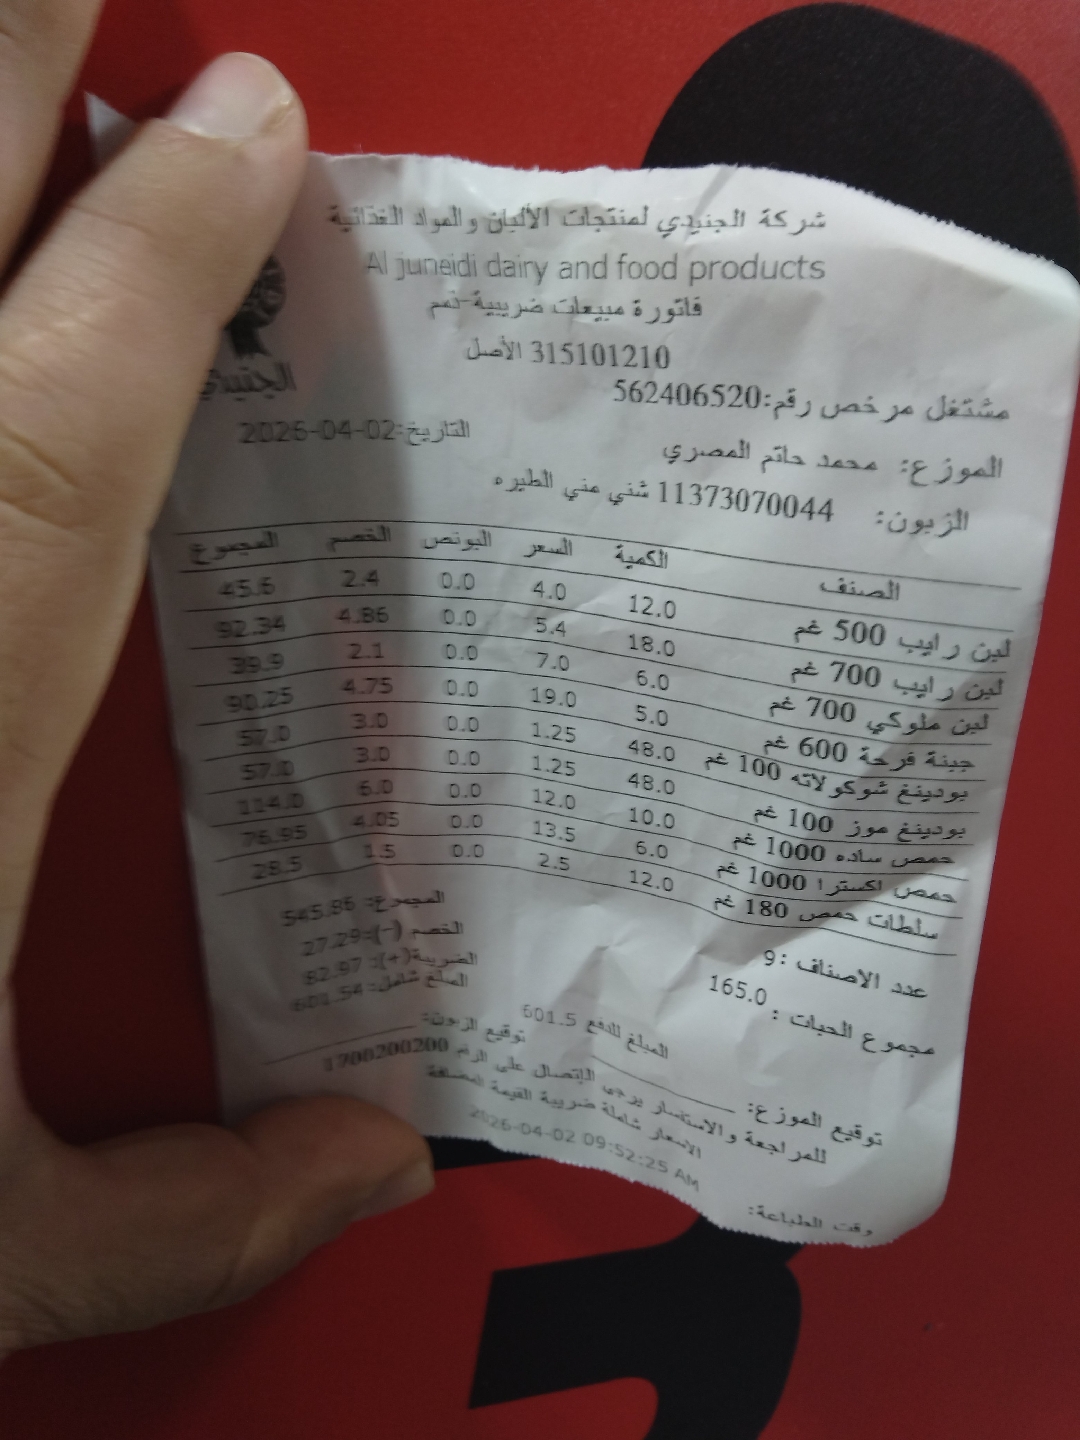 شركة الجنيدي لمنتجات الألبان والمواد الغذائية
Al juneidi dairy and food products
فاتورة مبيعات ضريبية-ذمم
315101210 الأصل
الجنيدي
مشتغل مرخص رقم:562406520
التاريخ:2026-04-02
الموزع: محمد حاتم المصري
الزبون: 11373070044 شني مني الطيره
الصنف الكمية السعر البونص الخصم المجموع
لبن رايب 500 غم 12.0 4.0 0.0 2.4 45.6
لبن رايب 700 غم 18.0 5.4 0.0 4.86 92.34
لبن ملوكي 700 غم 6.0 7.0 0.0 2.1 39.9
جبنة فرحة 600 غم 5.0 19.0 0.0 4.75 90.25
بودينغ شوكولاته 100 غم 48.0 1.25 0.0 3.0 57.0
بودينغ موز 100 غم 48.0 1.25 0.0 3.0 57.0
حمص ساده 1000 غم 10.0 12.0 0.0 6.0 114.0
حمص اكسترا 1000 غم 6.0 13.5 0.0 4.05 76.95
سلطات حمص 180 غم 12.0 2.5 0.0 1.5 28.5
المجموع: 545.86
عدد الاصناف :9
الخصم (-):27.29
مجموع الحبات : 165.0
الضريبة(+): 82.97
المبلغ شامل: 601.54
المبلغ للدفع 601.5
توقيع الزبون:
توقيع الموزع:
للمراجعة والاستفسار يرجى الإتصال على الرقم 1700200200
الاسعار شاملة ضريبة القيمة المضافة
وقت الطباعة: 2026-04-02 09:52:25 AM